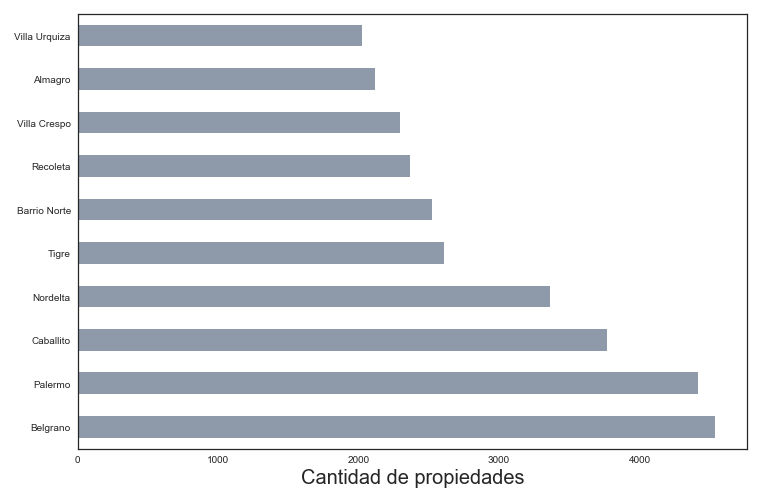 Villa Urquiza
Almagro
Villa Crespo
Recoleta
Barrio Norte
Tigre
Nordelta
Caballito
Palermo
Belgrano
0 1000 2000 3000 4000
Cantidad de propiedades